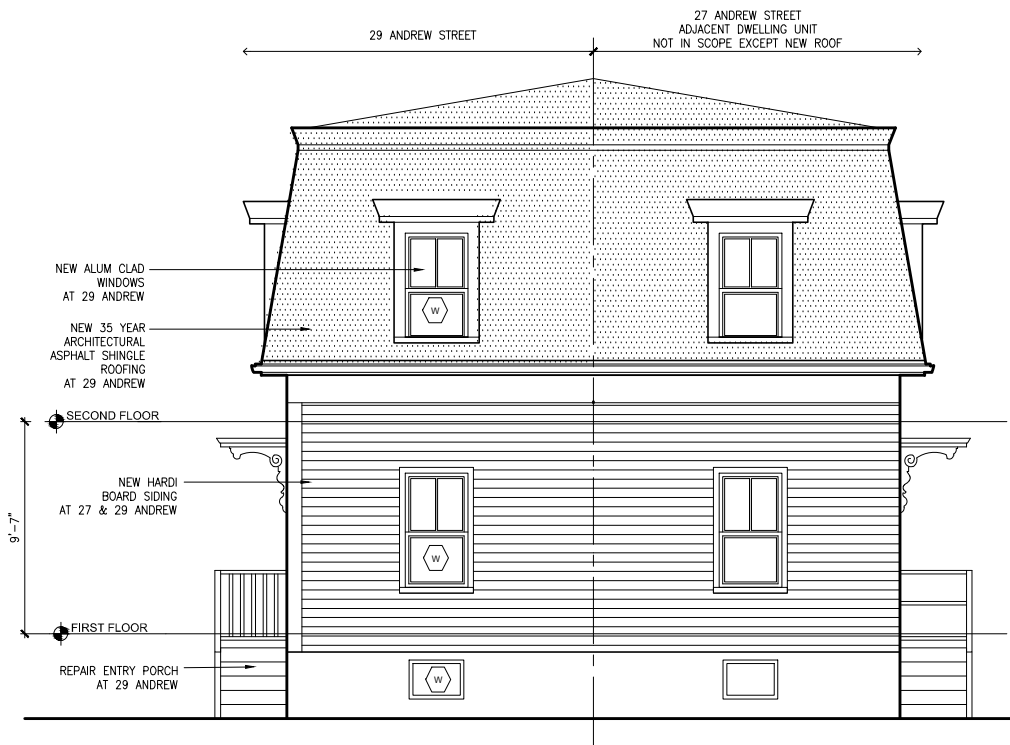 29 ANDREW STREET
27 ANDREW STREET
ADJACENT DWELLING UNIT
NOT IN SCOPE EXCEPT NEW ROOF
NEW ALUM CLAD
WINDOWS
AT 29 ANDREW
W
NEW 35 YEAR
ARCHITECTURAL
ASPHALT SHINGLE
ROOFING
AT 29 ANDREW
SECOND FLOOR
NEW HARDI
BOARD SIDING
AT 27 & 29 ANDREW
9'-7"
W
FIRST FLOOR
REPAIR ENTRY PORCH
AT 29 ANDREW
W